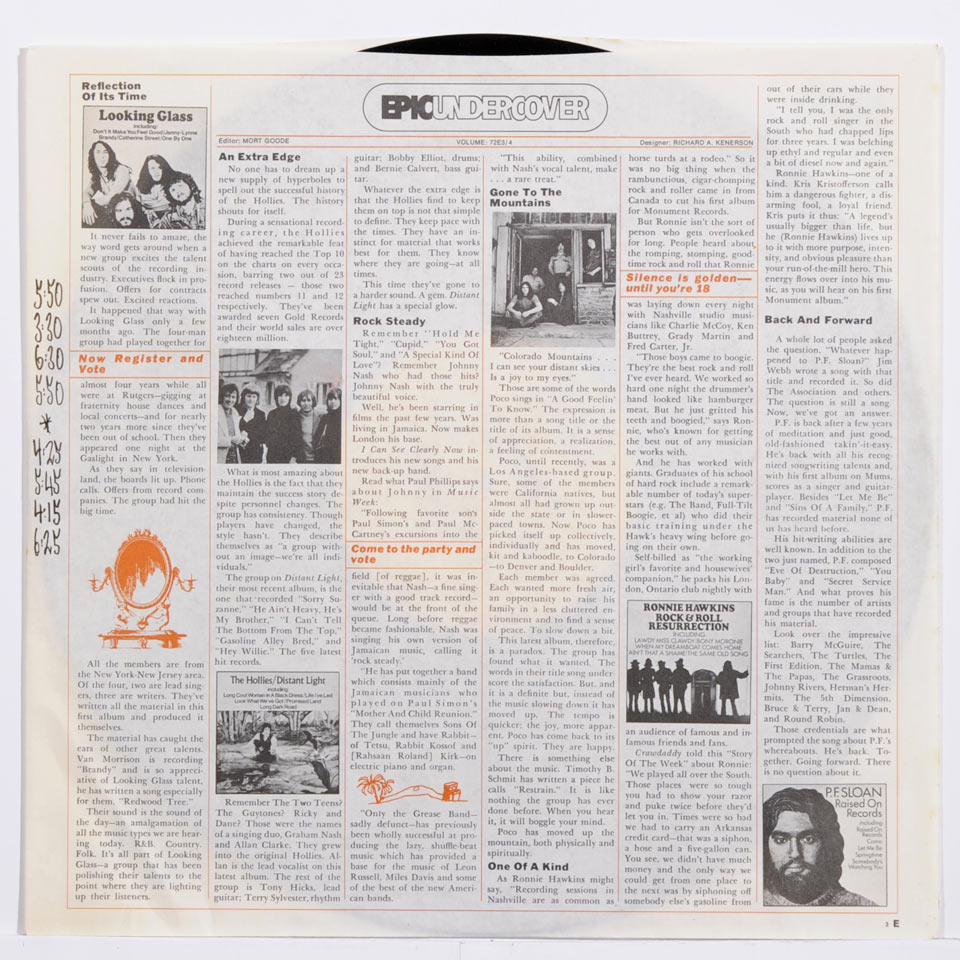 EPIC UNDERCOVER
Editor: MORT GOODE
VOLUME: 72E3/4
Designer: RICHARD A. KENERSON
5:50
3:30
6:30
5:50
*
4:25
5:45
4:15
6:25
Reflection
Of Its Time
Looking Glass
including:
Don't It Make You Feel Good/Jenny-Lynne
Brandy/Catherine Street/One By One
It never fails to amaze, the
way word gets around when a
new group excites the talent
scouts of the recording in-
dustry. Executives flock in pro-
fusion. Offers for contracts
spew out. Excited reactions.
It happened that way with
Looking Glass only a few
months ago. The four-man
group had played together for
Now Register and
Vote
almost four years while all
were at Rutgers—gigging at
fraternity house dances and
local concerts—and for nearly
two years more since they've
been out of school. Then they
appeared one night at the
Gaslight in New York.
As they say in television-
land, the boards lit up. Phone
calls. Offers from record com-
panies. The group had hit the
big time.
All the members are from
the New York-New Jersey area.
Of the four, two are lead sing-
ers, three are writers. They've
written all the material in this
first album and produced it
themselves.
The material has caught the
ears of other great talents.
Van Morrison is recording
"Brandy" and is so appreci-
ative of Looking Glass talent,
he has written a song especially
for them, "Redwood Tree."
Their sound is the sound of
the day—an amalgamation of
all the music types we are hear-
ing today. R&B. Country.
Folk. It's all part of Looking
Glass—a group that has been
polishing their talents to the
point where they are lighting
up their listeners.
An Extra Edge
No one has to dream up a
new supply of hyperboles to
spell out the successful history
of the Hollies. The history
shouts for itself.
During a sensational record-
ing career, the Hollies
achieved the remarkable feat
of having reached the Top 10
on the charts on every occa-
sion, barring two out of 23
record releases — those two
reached numbers 11 and 12
respectively. They've been
awarded seven Gold Records
and their world sales are over
eighteen million.
What is most amazing about
the Hollies is the fact that they
maintain the success story de-
spite personnel changes. The
group has consistency. Though
players have changed, the
style hasn't. They describe
themselves as "a group with-
out an image—we're all indi-
viduals."
The group on Distant Light,
their most recent album, is the
one that recorded "Sorry Su-
zanne," "He Ain't Heavy, He's
My Brother," "I Can't Tell
The Bottom From The Top,"
"Gasoline Alley Bred," and
"Hey Willie." The five latest
hit records.
The Hollies/Distant Light
including:
Long Cool Woman In A Black Dress/Life I've Led
Look What We've Got/Promised Land
Long Dark Road
Remember The Two Teens?
The Guytones? Ricky and
Dane? Those were the names
of a singing duo, Graham Nash
and Allan Clarke. They grew
into the original Hollies. Al-
lan is the lead vocalist on this
latest album. The rest of the
group is Tony Hicks, lead
guitar; Terry Sylvester, rhythm
guitar; Bobby Elliot, drums;
and Bernie Calvert, bass gui-
tar.
Whatever the extra edge is
that the Hollies find to keep
them on top is not that simple
to define. They keep pace with
the times. They have an in-
stinct for material that works
best for them. They know
where they are going—at all
times.
This time they've gone to
a harder sound. A gem. Distant
Light has a special glow.
Rock Steady
Remember "Hold Me
Tight," "Cupid," "You Got
Soul," and "A Special Kind Of
Love"? Remember Johnny
Nash who had those hits?
Johnny Nash with the truly
beautiful voice.
Well, he's been starring in
films the past few years. Was
living in Jamaica. Now makes
London his base.
I Can See Clearly Now in-
troduces his new songs and his
new back-up band.
Read what Paul Phillips says
about Johnny in Music
Week:
"Following favorite son's
Paul Simon's and Paul Mc-
Cartney's excursions into the
Come to the party and
vote
field [of reggae], it was in-
evitable that Nash—a fine sing-
er with a good track record—
would be at the front of the
queue. Long before reggae
became fashionable, Nash was
singing his own version of
Jamaican music, calling it
'rock steady.'
"He has put together a band
which consists mainly of the
Jamaican musicians who
played on Paul Simon's
"Mother And Child Reunion."
They call themselves Sons Of
The Jungle and have Rabbit—
of Tetsu, Rabbit Kossof and
[Rahsaan Roland] Kirk—on
electric piano and organ.
"Only the Grease Band—
sadly defunct—has previously
been wholly successful at pro-
ducing the lazy, shuffle-beat
music which has provided a
base for the music of Leon
Russell, Miles Davis and some
of the best of the new Ameri-
can bands.
"This ability, combined
with Nash's vocal talent, make
. . . a rare treat."
Gone To The
Mountains
"Colorado Mountains . . .
I can see your distant skies . . .
Is a joy to my eyes."
Those are some of the words
Poco sings in "A Good Feelin'
To Know." The expression is
more than a song title or the
title of its album. It is a sense
of appreciation, a realization,
a feeling of contentment.
Poco, until recently, was a
Los Angeles-based group.
Sure, some of the members
were California natives, but
almost all had grown up out-
side the state or in slower-
paced towns. Now Poco has
picked itself up collectively,
individually and has moved,
kit and kaboodle, to Colorado
—to Denver and Boulder.
Each member was agreed.
Each wanted more fresh air,
an opportunity to raise his
family in a less cluttered en-
vironment and to find a sense
of peace. To slow down a bit.
This latest album, therefore,
is a paradox. The group has
found what it wanted. The
words in their title song under-
score the satisfaction. But, and
it is a definite but, instead of
the music slowing down it has
moved up. The tempo is
quicker; the joy, more appar-
ent. Poco has come back to its
"up" spirit. They are happy.
There is something else
about the music. Timothy B.
Schmit has written a piece he
calls "Restrain." It is like
nothing the group has ever
done before. When you hear
it, it will boggle your mind.
Poco has moved up the
mountain, both physically and
spiritually.
One Of A Kind
As Ronnie Hawkins might
say, "Recording sessions in
Nashville are as common as
horse turds at a rodeo." So it
was no big thing when the
rambunctious, cigar-chomping
rock and roller came in from
Canada to cut his first album
for Monument Records.
But Ronnie isn't the sort of
person who gets overlooked
for long. People heard about
the romping, stomping, good-
time rock and roll that Ronnie
Silence is golden—
until you're 18
was laying down every night
with Nashville studio musi-
cians like Charlie McCoy, Ken
Buttrey, Grady Martin and
Fred Carter, Jr.
"Those boys came to boogie.
They're the best rock and roll
I've ever heard. We worked so
hard one night the drummer's
hand looked like hamburger
meat. But he just gritted his
teeth and boogied," says Ron-
nie, who's known for getting
the best out of any musician
he works with.
And he has worked with
giants. Graduates of his school
of hard rock include a remark-
able number of today's super-
stars (e.g. The Band, Full-Tilt
Boogie, et al) who did their
basic training under the
Hawk's heavy wing before go-
ing on their own.
Self-billed as "the working
girl's favorite and housewives'
companion," he packs his Lon-
don, Ontario club nightly with
RONNIE HAWKINS
ROCK & ROLL
RESURRECTION
INCLUDING
LAWDY MISS CLAWDY/BONY MORONIE
WHEN MY DREAMBOAT COMES HOME
AIN'T THAT A SHAME/THE SAME OLD SONG
an audience of famous and in-
famous friends and fans.
Crawdaddy told this "Story
Of The Week" about Ronnie:
"We played all over the South.
Those places were so tough
you had to show your razor
and puke twice before they'd
let you in. Times were so bad
we had to carry an Arkansas
credit card—that was a siphon,
a hose and a five-gallon can.
You see, we didn't have much
money and the only way we
could get from one place to
the next was by siphoning off
somebody else's gasoline from
out of their cars while they
were inside drinking.
"I tell you, I was the only
rock and roll singer in the
South who had chapped lips
for three years. I was belching
up ethyl and regular and even
a bit of diesel now and again."
Ronnie Hawkins—one of a
kind. Kris Kristofferson calls
him a dangerous fighter, a dis-
arming fool, a loyal friend.
Kris puts it thus: "A legend's
usually bigger than life, but
he (Ronnie Hawkins) lives up
to it with more purpose, inten-
sity, and obvious pleasure than
your run-of-the-mill hero. This
energy flows over into his mu-
sic, as you will hear on his first
Monument album."
Back And Forward
A whole lot of people asked
the question, "Whatever hap-
pened to P.F. Sloan?" Jim
Webb wrote a song with that
title and recorded it. So did
The Association and others.
The question is still a song.
Now, we've got an answer.
P.F. is back after a few years
of meditation and just good,
old-fashioned takin'-it-easy.
He's back with all his recog-
nized songwriting talents and,
with his first album on Mums,
scores as a singer and guitar-
player. Besides "Let Me Be"
and "Sins Of A Family," P.F.
has recorded material none of
us has heard before.
His hit-writing abilities are
well known. In addition to the
two just named, P.F. composed
"Eve Of Destruction," "You
Baby" and "Secret Service
Man." And what proves his
fame is the number of artists
and groups that have recorded
his material.
Look over the impressive
list: Barry McGuire, The
Searchers, The Turtles, The
First Edition, The Mamas &
The Papas, The Grassroots,
Johnny Rivers, Herman's Her-
mits, The 5th Dimension,
Bruce & Terry, Jan & Dean,
and Round Robin.
Those credentials are what
prompted the song about P.F.'s
whereabouts. He's back. To-
gether. Going forward. There
is no question about it.
P.F. SLOAN
Raised On
Records
including:
Raised On
Records
Come
Let Me Be
Springtime
Somebody's
Watching You
3 E